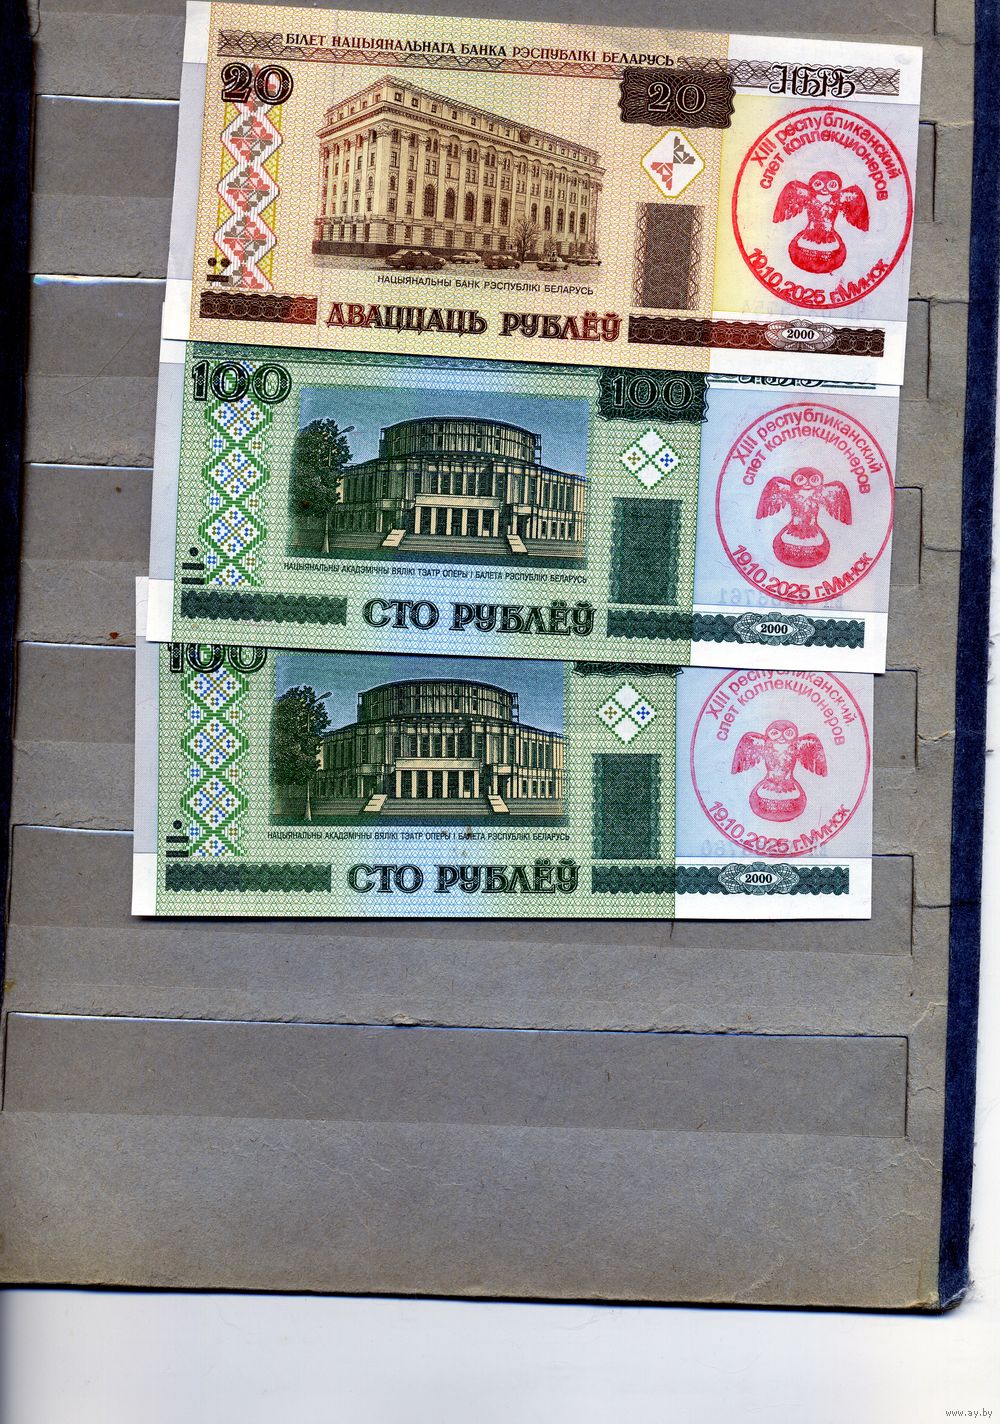 БІЛЕТ НАЦЫЯНАЛЬНАГА БАНКА РЭСПУБЛІКІ БЕЛАРУСЬ
НБРБ
20
20
XIII республиканский
слет коллекционеров
19.10.2025 г.Минск
НАЦЫЯНАЛЬНЫ БАНК РЭСПУБЛІКІ БЕЛАРУСЬ
ДВАЦЦАЦЬ РУБЛЁЎ
2000
100
100
XIII республиканский
слет коллекционеров
19.10.2025 г.Минск
НАЦЫЯНАЛЬНЫ АКАДЭМІЧНЫ ВЯЛІКІ ТЭАТР ОПЕРЫ І БАЛЕТА РЭСПУБЛІКІ БЕЛАРУСЬ
СТО РУБЛЁЎ
2000
100
XIII республиканский
слет коллекционеров
19.10.2025 г.Минск
НАЦЫЯНАЛЬНЫ АКАДЭМІЧНЫ ВЯЛІКІ ТЭАТР ОПЕРЫ І БАЛЕТА РЭСПУБЛІКІ БЕЛАРУСЬ
СТО РУБЛЁЎ
2000
www.ay.by